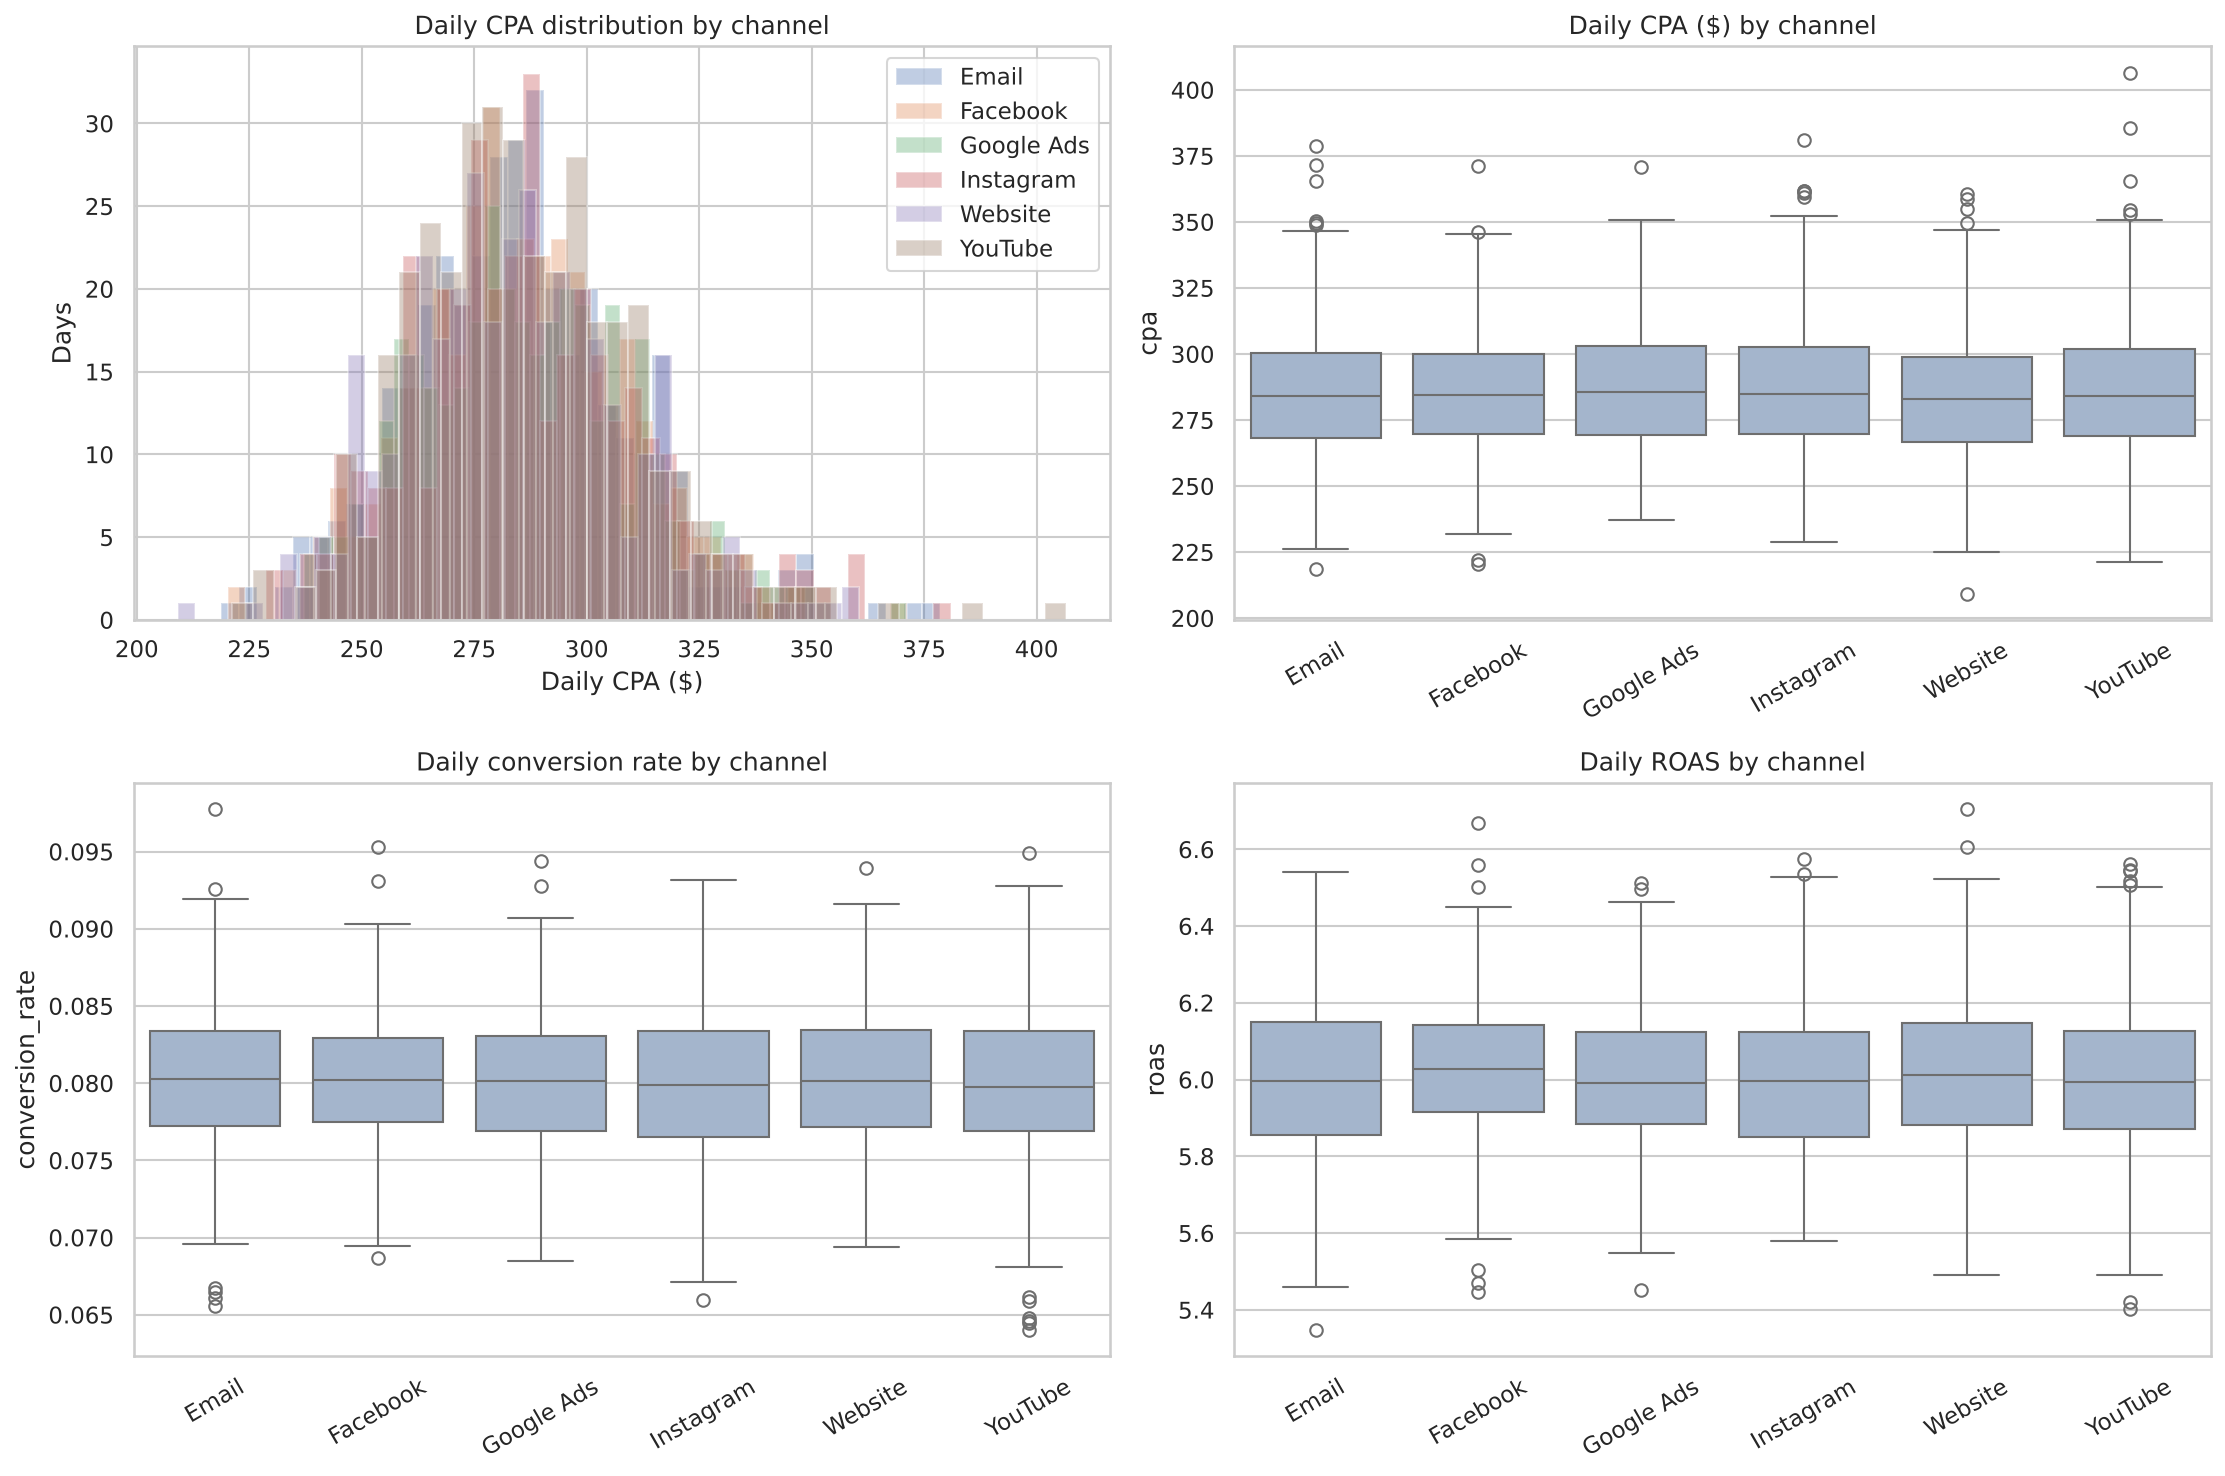 Daily CPA distribution by channel
Email
Facebook
Google Ads
Instagram
Website
YouTube
Days
30
25
20
15
10
5
0
200 225 250 275 300 325 350 375 400
Daily CPA ($)
Daily CPA ($) by channel
cpa
400
375
350
325
300
275
250
225
200
Email Facebook Google Ads Instagram Website YouTube
Daily conversion rate by channel
conversion_rate
0.095
0.090
0.085
0.080
0.075
0.070
0.065
Email Facebook Google Ads Instagram Website YouTube
Daily ROAS by channel
roas
6.6
6.4
6.2
6.0
5.8
5.6
5.4
Email Facebook Google Ads Instagram Website YouTube